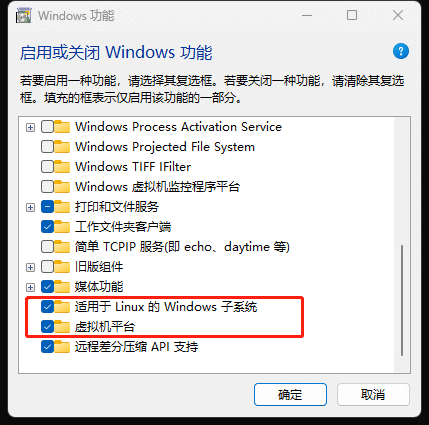 Windows 功能
启用或关闭 Windows 功能
若要启用一种功能，请选择其复选框。若要关闭一种功能，请清除其复选
框。填充的框表示仅启用该功能的一部分。
Windows Process Activation Service
Windows Projected File System
Windows TIFF IFilter
Windows 虚拟机监控程序平台
打印和文件服务
工作文件夹客户端
简单 TCPIP 服务(即 echo、daytime 等)
旧版组件
媒体功能
适用于 Linux 的 Windows 子系统
虚拟机平台
远程差分压缩 API 支持
确定
取消